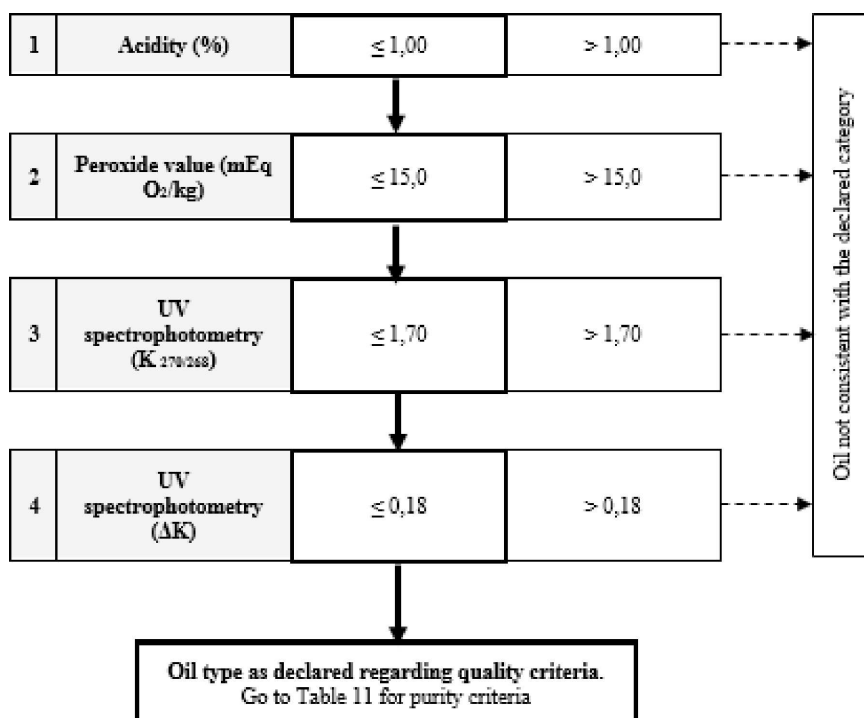 1 Acidity (%) ≤ 1,00 > 1,00
2 Peroxide value (mEq
O₂/kg) ≤ 15,0 > 15,0
3 UV
spectrophotometry
(K 270/268) ≤ 1,70 > 1,70
4 UV
spectrophotometry
(ΔK) ≤ 0,18 > 0,18
Oil not consistent with the declared category
Oil type as declared regarding quality criteria.
Go to Table 11 for purity criteria